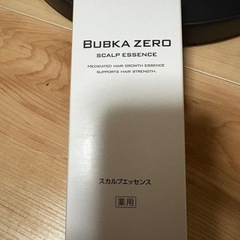 BUBKA ZERO
SCALP ESSENCE
MEDICATED HAIR GROWTH ESSENCE
SUPPORTS HAIR STRENGTH.
スカルプエッセンス
薬用